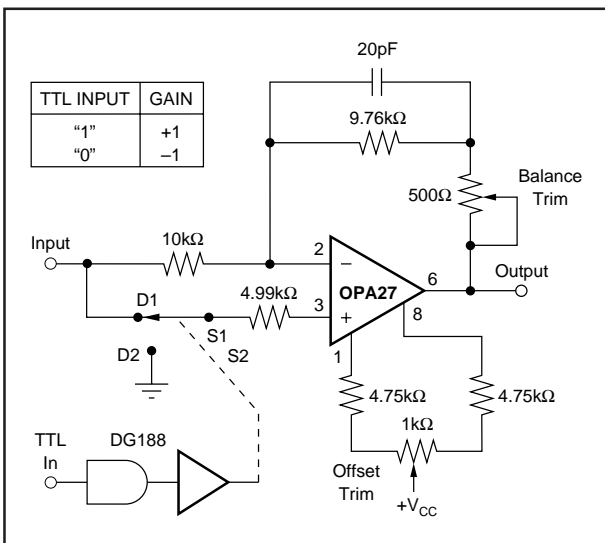 20pF
TTL INPUT GAIN
“1” +1
“0” –1
9.76kΩ
500Ω
Balance
Trim
Input
10kΩ
2
–
6
Output
OPA27
D1
4.99kΩ
3
+
8
S1
S2
1
D2
4.75kΩ
4.75kΩ
TTL
In
DG188
1kΩ
Offset
Trim
+VCC